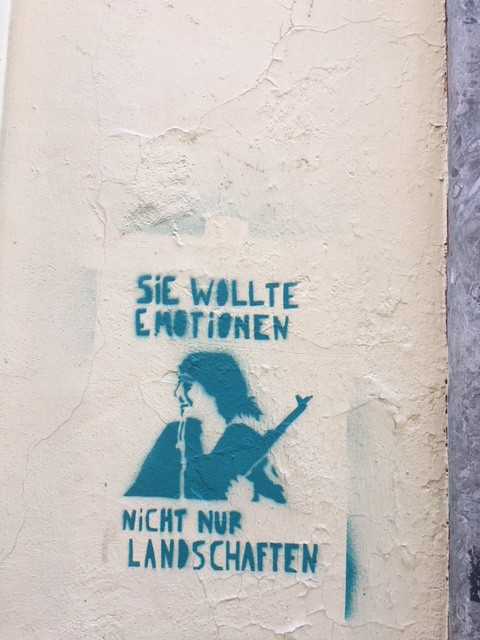 SiE WOLLTE
EMOTIONEN
NiCHT NUR
LANDSCHAFTEN